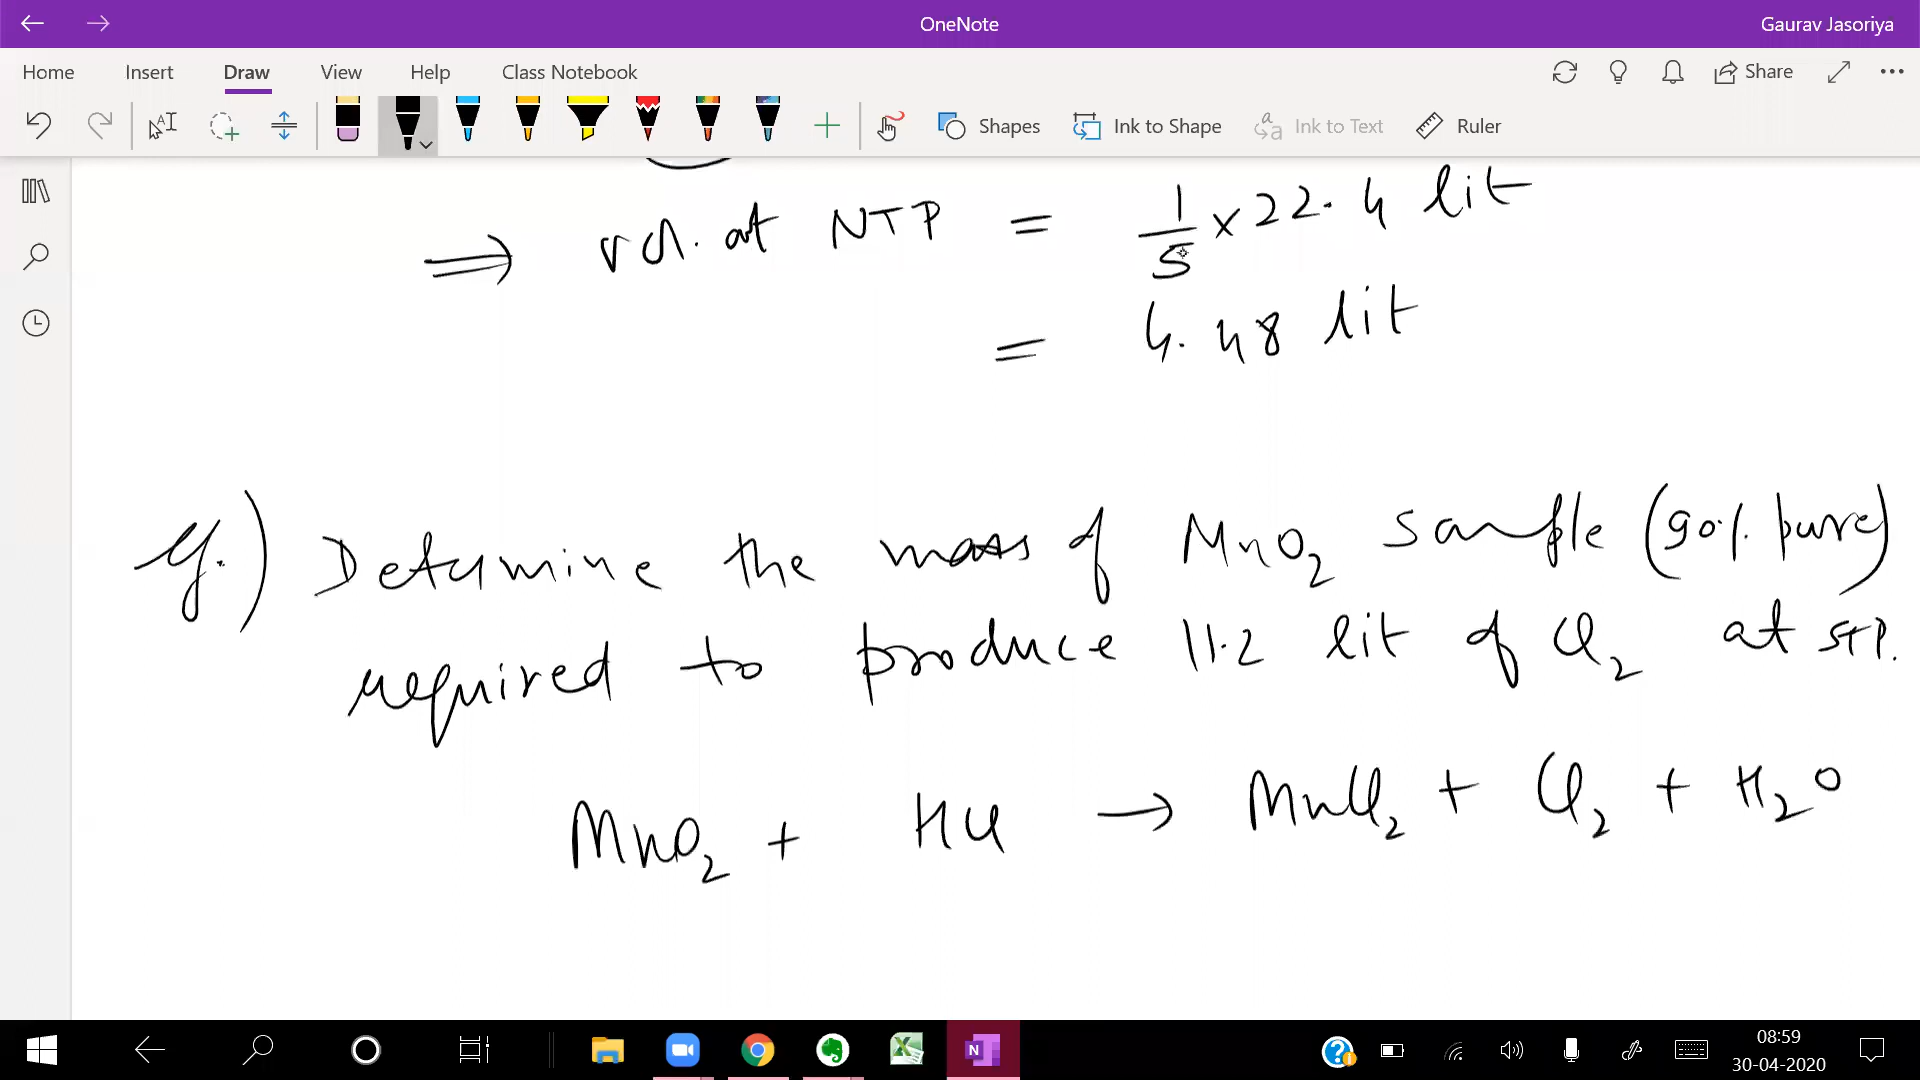 OneNote
Gaurav Jasoriya
Home Insert Draw View Help Class Notebook Share
Shapes Ink to Shape Ink to Text Ruler
⇒ vol. at NTP = 1/5 × 22.4 lit
= 4.48 lit
eg.) Determine the mass of MnO₂ sample (90% pure)
required to produce 11.2 lit of Cl₂ at STP.
MnO₂ + HCl → MnCl₂ + Cl₂ + H₂O
08:59
30-04-2020